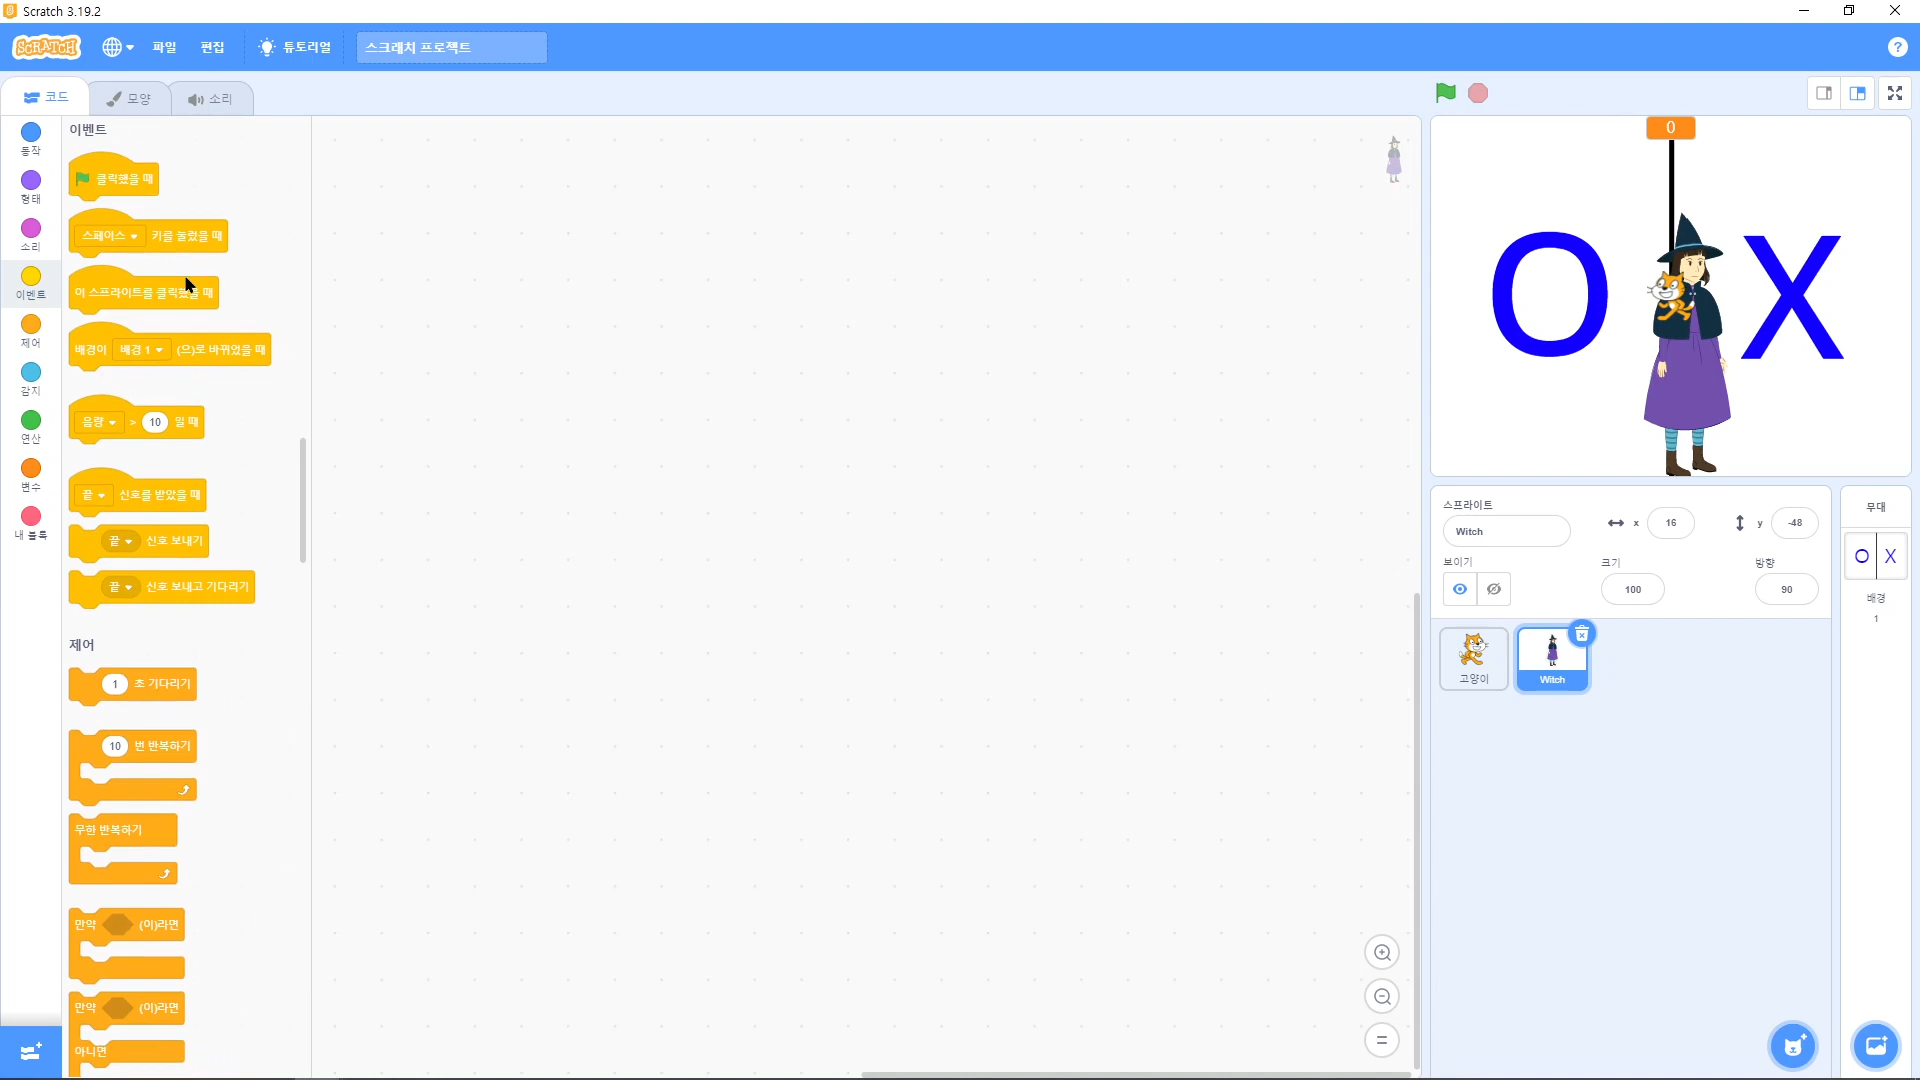 Scratch 3.19.2
SCRATCH 파일 편집 튜토리얼 스크래치 프로젝트 ?
코드 모양 소리
동작
형태
소리
이벤트
제어
감지
연산
변수
내 블록
이벤트
클릭했을 때
스페이스 키를 눌렀을 때
이 스프라이트를 클릭했을 때
배경이 배경 1 (으)로 바뀌었을 때
음량 > 10 일 때
끝 신호를 받았을 때
끝 신호 보내기
끝 신호 보내고 기다리기
제어
1 초 기다리기
10 번 반복하기
무한 반복하기
만약 (이)라면
만약 (이)라면
아니면
0
O X
스프라이트
Witch x 16 y -48
보이기 크기 방향
100 90
고양이 Witch
무대
O X
배경
1